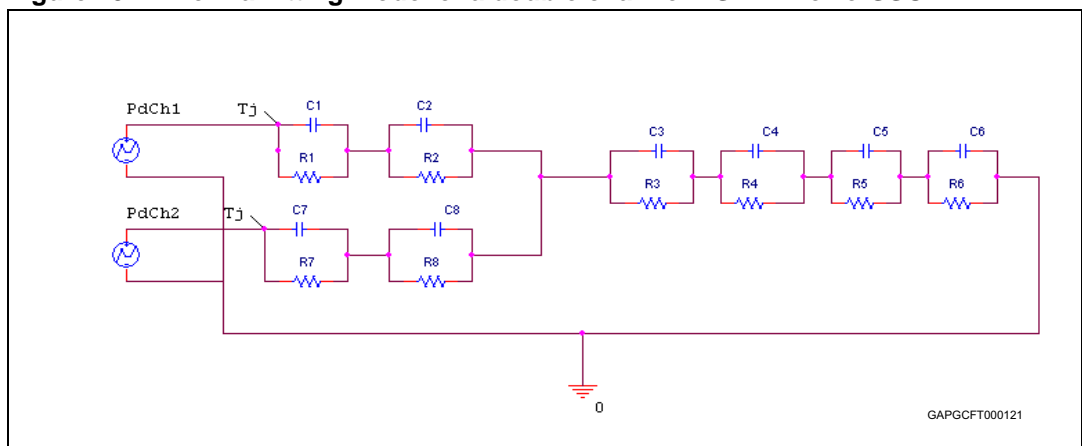 PdCh1
Tj
C1
C2
R1
R2
C3
C4
C5
C6
R3
R4
R5
R6
PdCh2
Tj
C7
C8
R7
R8
0
GAPGCFT000121